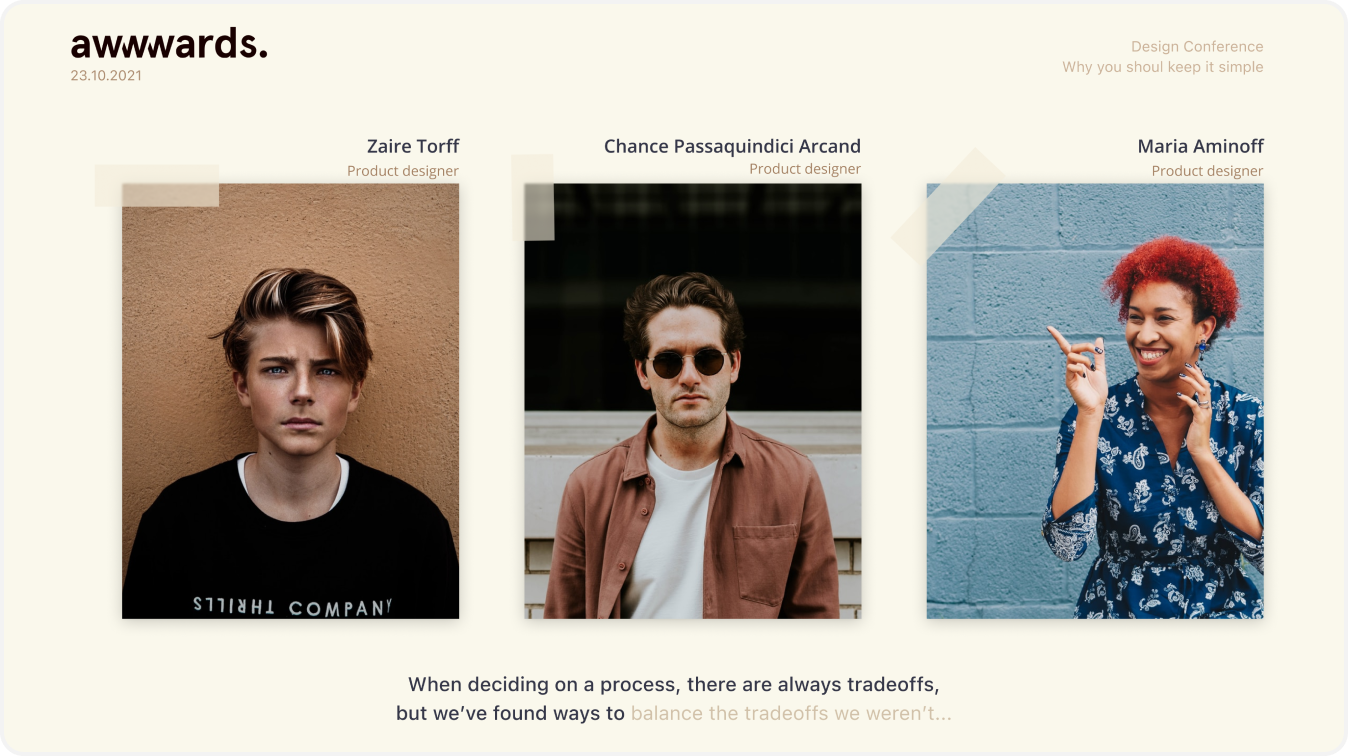 awwwards.
23.10.2021
Design Conference
Why you shoul keep it simple
Zaire Torff
Product designer
Chance Passaquindici Arcand
Product designer
Maria Aminoff
Product designer
THRILLS COMPANY
When deciding on a process, there are always tradeoffs,
but we’ve found ways to balance the tradeoffs we weren’t...